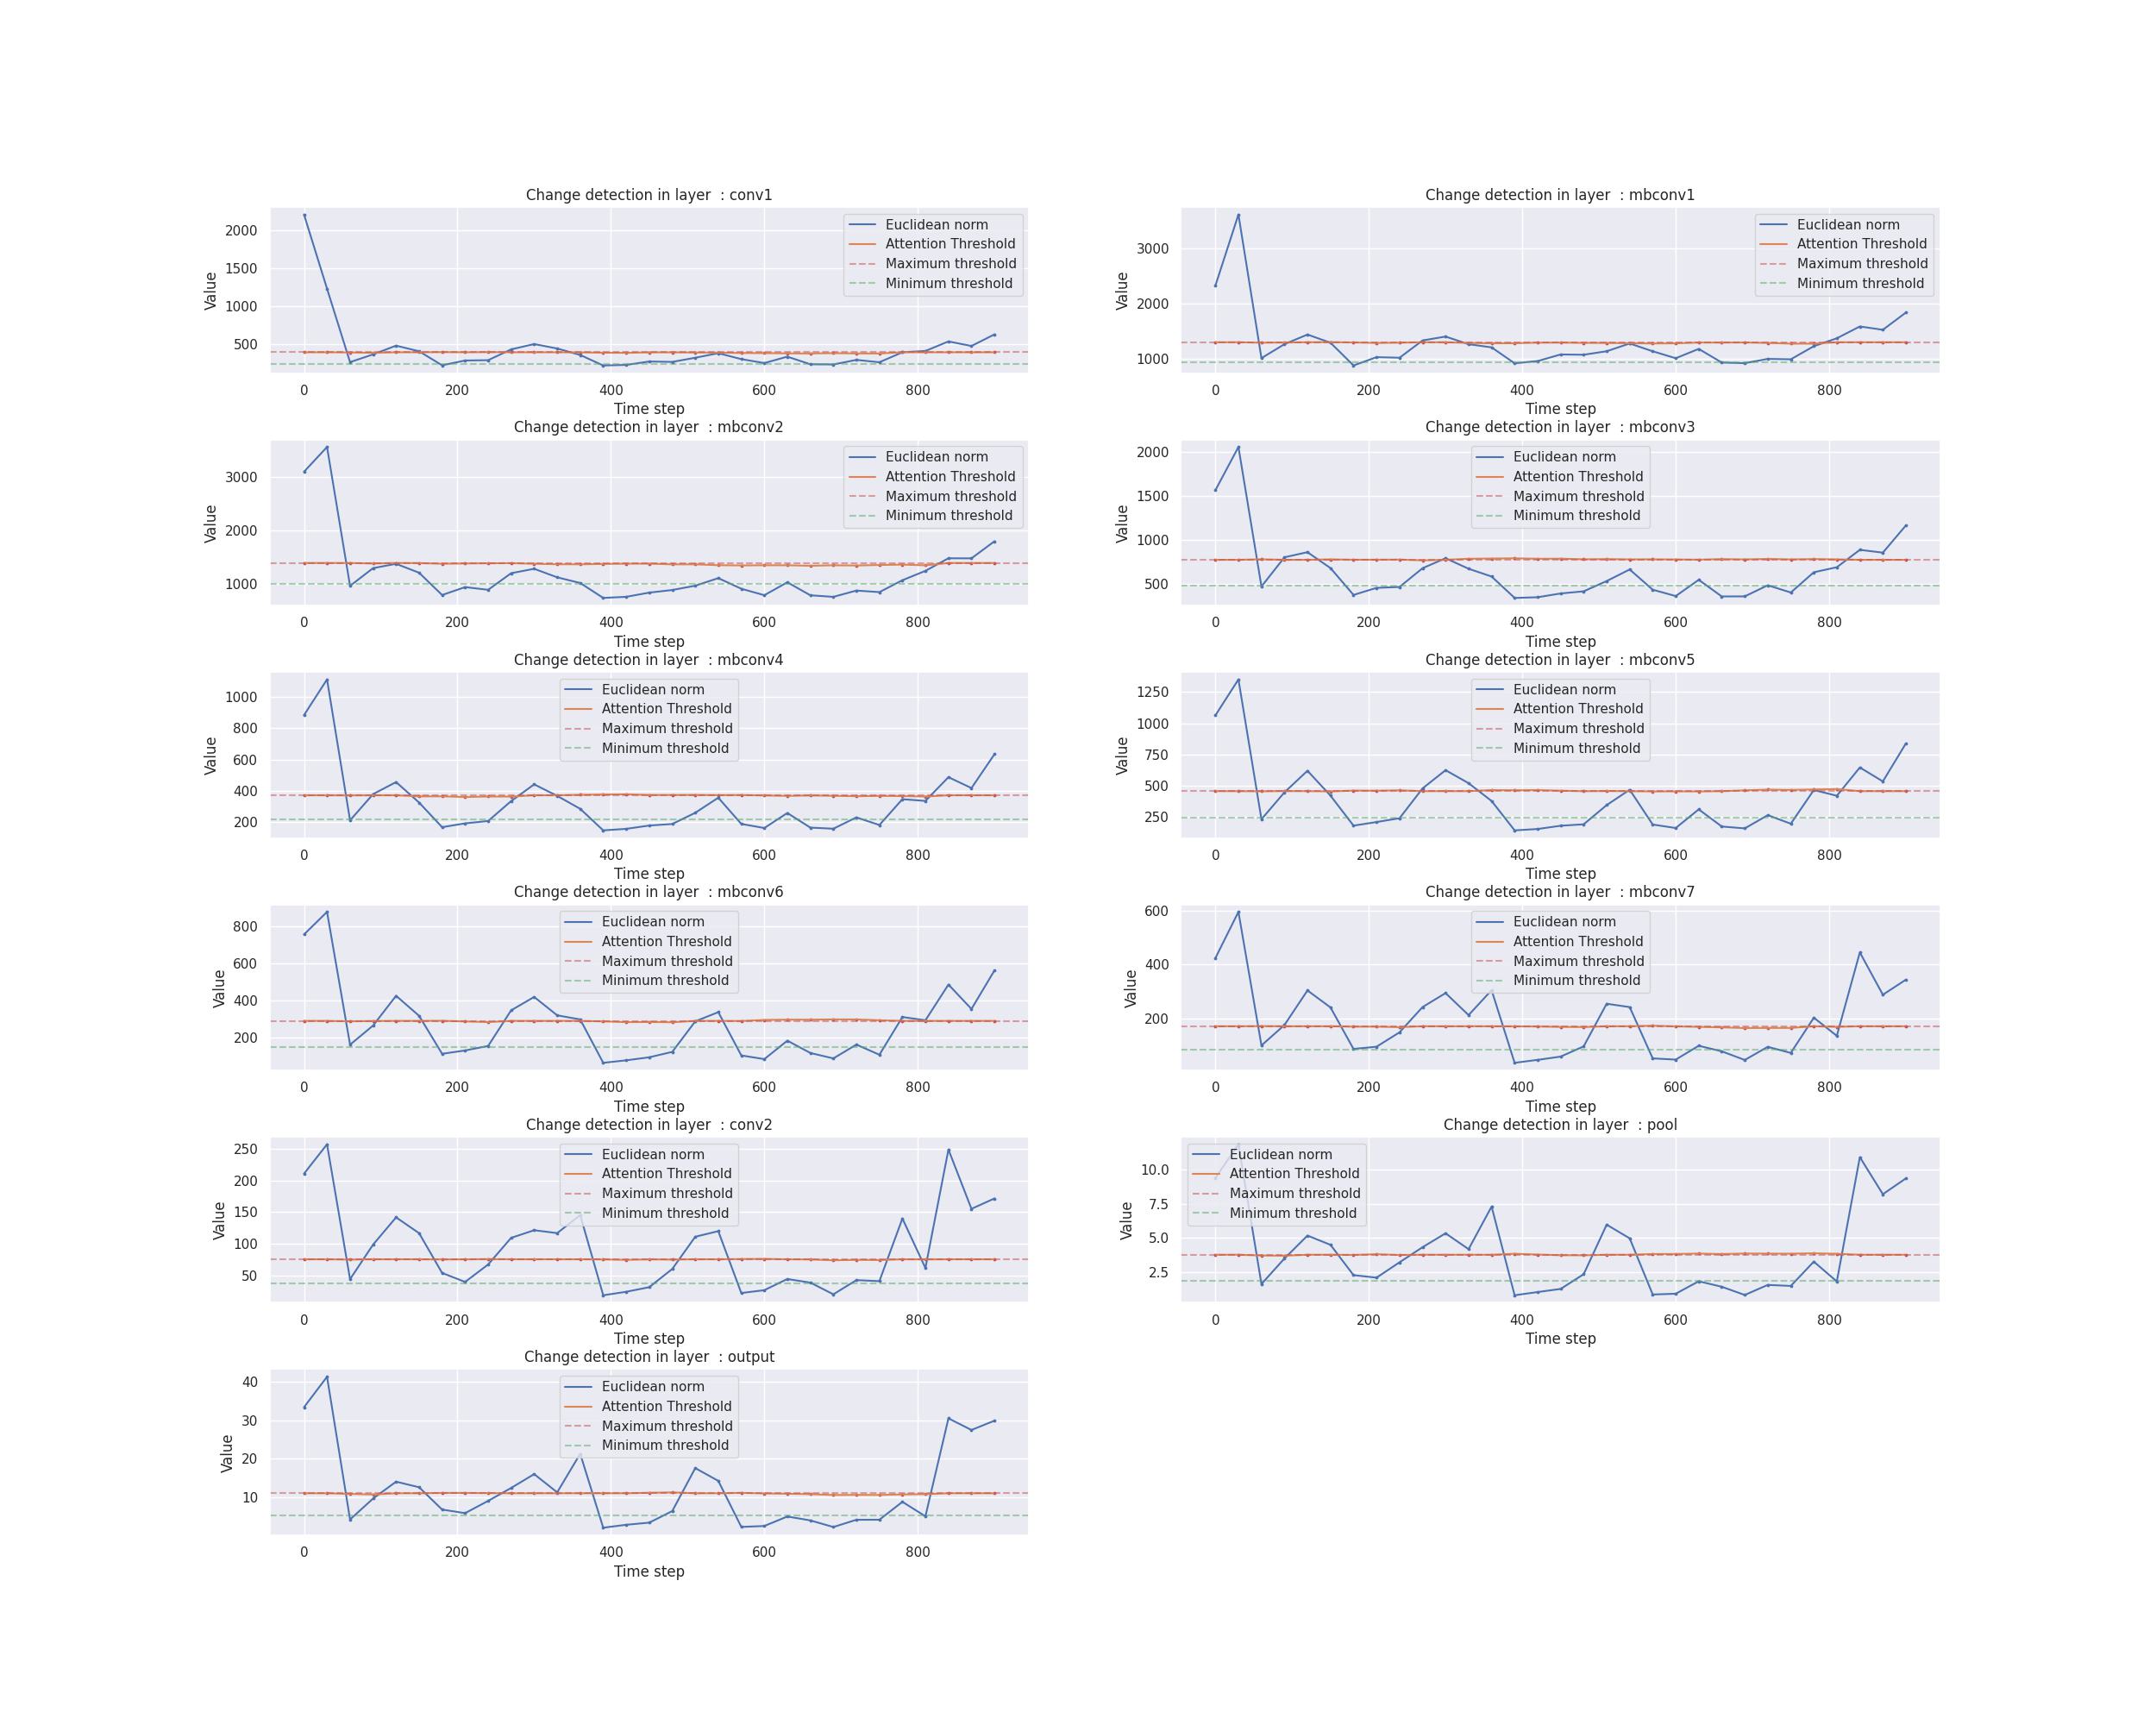 Change detection in layer  : conv1
Value
2000
1500
1000
500
Euclidean norm
Attention Threshold
Maximum threshold
Minimum threshold
0 200 400 600 800
Time step
Change detection in layer  : mbconv1
Value
3000
2000
1000
Euclidean norm
Attention Threshold
Maximum threshold
Minimum threshold
0 200 400 600 800
Time step
Change detection in layer  : mbconv2
Value
3000
2000
1000
Euclidean norm
Attention Threshold
Maximum threshold
Minimum threshold
0 200 400 600 800
Time step
Change detection in layer  : mbconv3
Value
2000
1500
1000
500
Euclidean norm
Attention Threshold
Maximum threshold
Minimum threshold
0 200 400 600 800
Time step
Change detection in layer  : mbconv4
Value
1000
800
600
400
200
Euclidean norm
Attention Threshold
Maximum threshold
Minimum threshold
0 200 400 600 800
Time step
Change detection in layer  : mbconv5
Value
1250
1000
750
500
250
Euclidean norm
Attention Threshold
Maximum threshold
Minimum threshold
0 200 400 600 800
Time step
Change detection in layer  : mbconv6
Value
800
600
400
200
Euclidean norm
Attention Threshold
Maximum threshold
Minimum threshold
0 200 400 600 800
Time step
Change detection in layer  : mbconv7
Value
600
400
200
Euclidean norm
Attention Threshold
Maximum threshold
Minimum threshold
0 200 400 600 800
Time step
Change detection in layer  : conv2
Value
250
200
150
100
50
Euclidean norm
Attention Threshold
Maximum threshold
Minimum threshold
0 200 400 600 800
Time step
Change detection in layer  : pool
Value
10.0
7.5
5.0
2.5
Euclidean norm
Attention Threshold
Maximum threshold
Minimum threshold
0 200 400 600 800
Time step
Change detection in layer  : output
Value
40
30
20
10
Euclidean norm
Attention Threshold
Maximum threshold
Minimum threshold
0 200 400 600 800
Time step